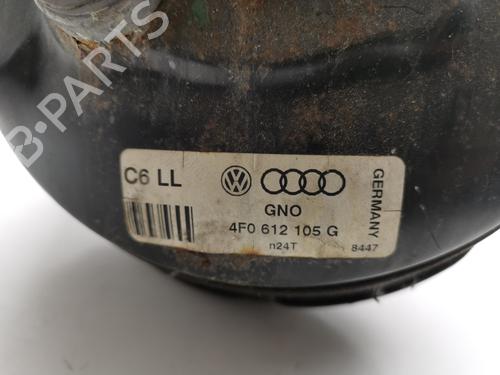 C6 LL
GNO
4F0 612 105 G
n24T
8447
GERMANY
B-PARTS